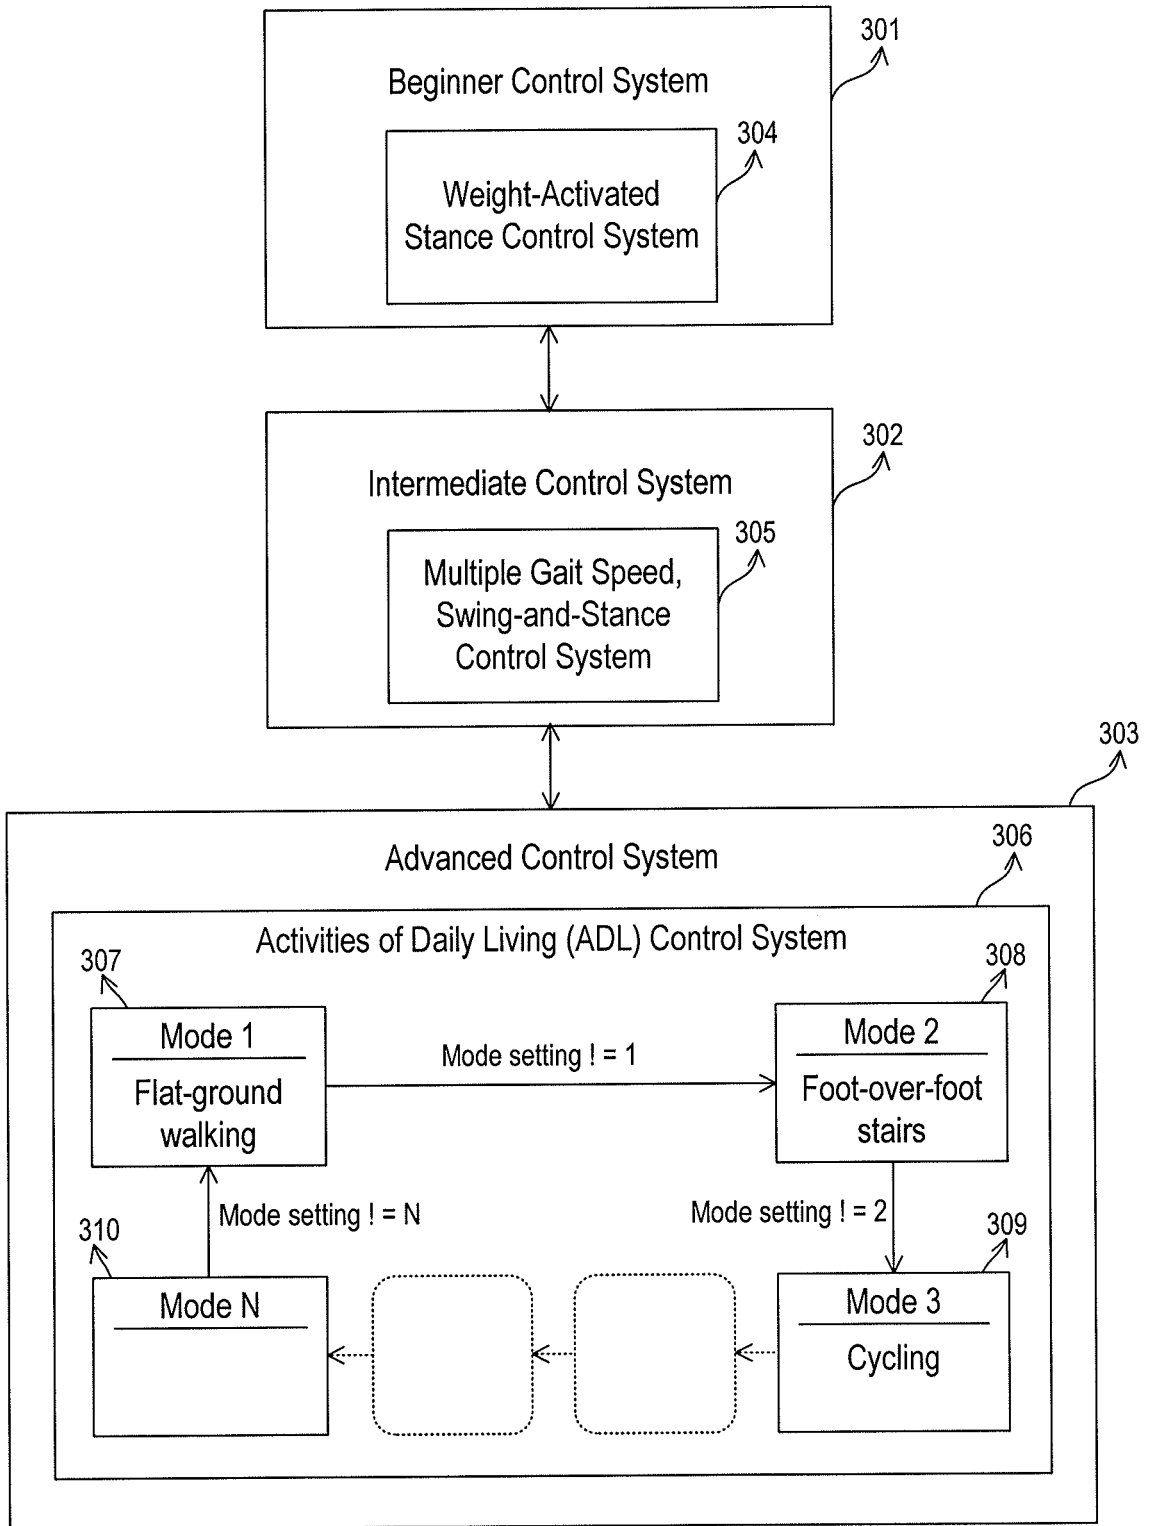 301
Beginner Control System
304
Weight-Activated
Stance Control System
302
Intermediate Control System
305
Multiple Gait Speed,
Swing-and-Stance
Control System
303
Advanced Control System
306
Activities of Daily Living (ADL) Control System
307
Mode 1
Flat-ground
walking
Mode setting ! = 1
308
Mode 2
Foot-over-foot
stairs
Mode setting ! = N
Mode setting ! = 2
310
Mode N
309
Mode 3
Cycling